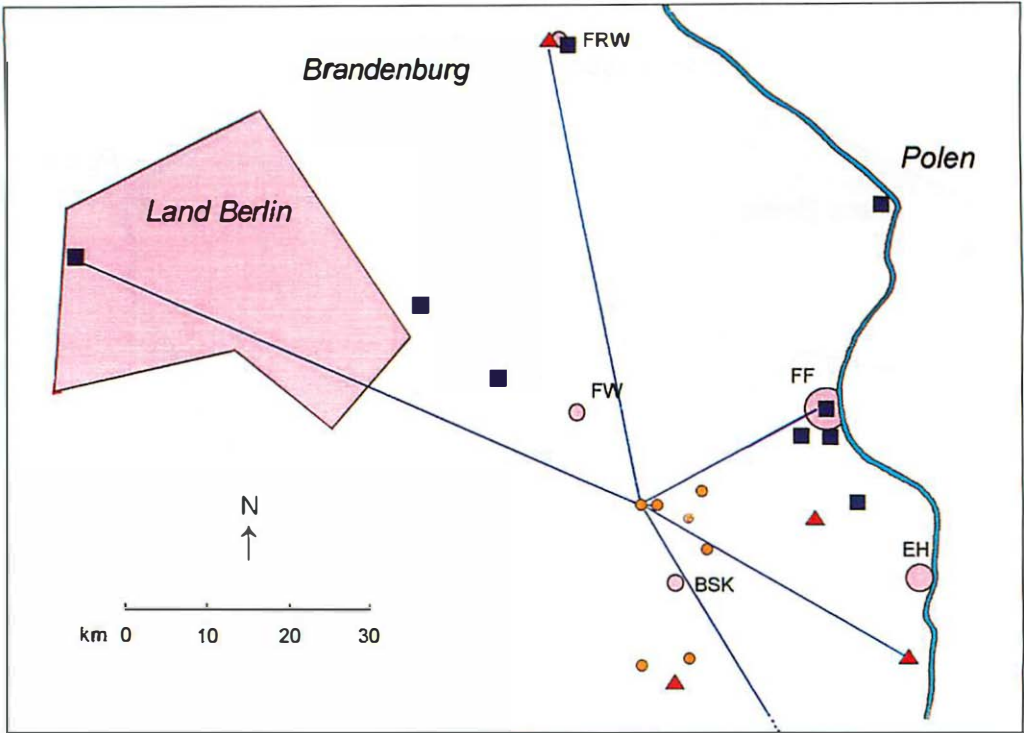 FRW
Brandenburg
Polen
Land Berlin
FF
FW
N
EH
BSK
km 0 10 20 30